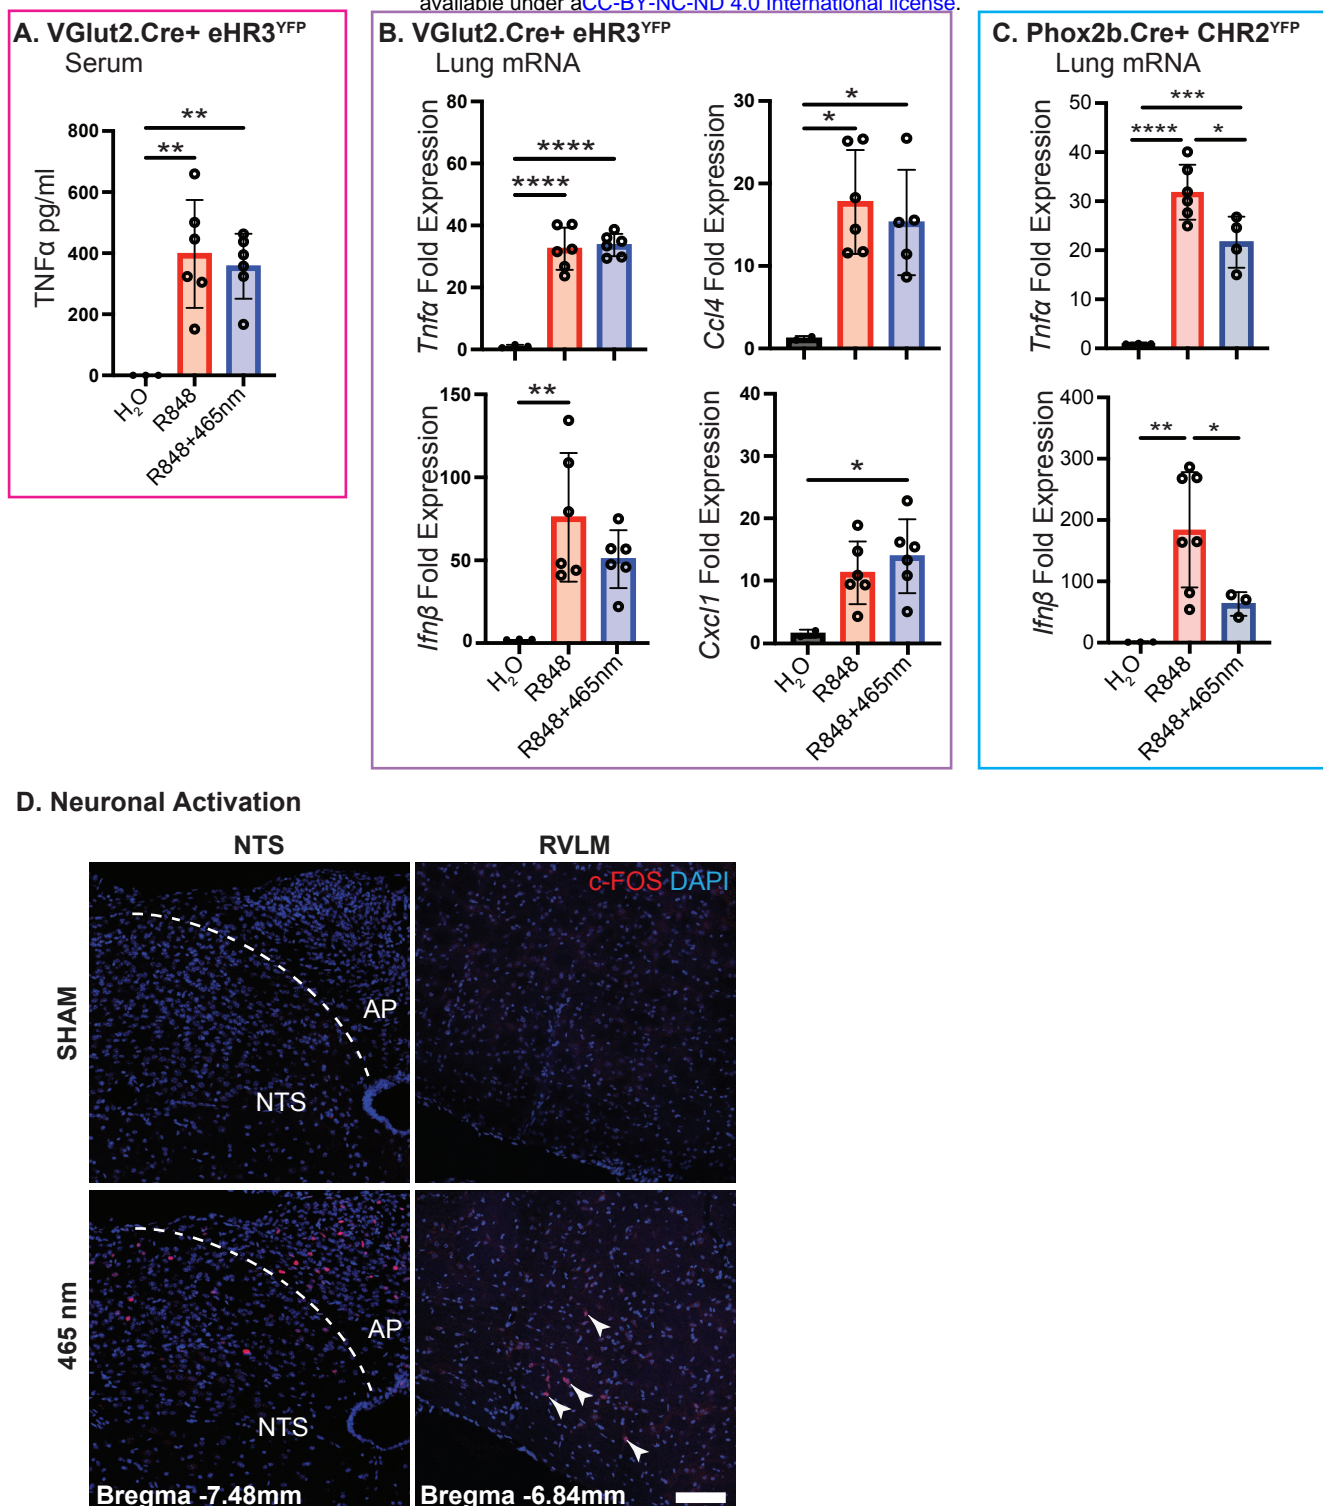 available under aCC-BY-NC-ND 4.0 International license.
A. VGlut2.Cre+ eHR3YFP
Serum
**
**
800
600
400
200
0
TNFα pg/ml
H2O
R848
R848+465nm
B. VGlut2.Cre+ eHR3YFP
Lung mRNA
80
60
40
20
0
Tnfα Fold Expression
****
****
30
20
10
0
Ccl4 Fold Expression
*
*
150
100
50
0
Ifnβ Fold Expression
**
H2O
R848
R848+465nm
40
30
20
10
0
Cxcl1 Fold Expression
*
H2O
R848
R848+465nm
C. Phox2b.Cre+ CHR2YFP
Lung mRNA
50
40
30
20
10
0
Tnfα Fold Expression
***
****
*
400
300
200
100
0
Ifnβ Fold Expression
**
*
H2O
R848
R848+465nm
D. Neuronal Activation
NTS
RVLM
c-FOS DAPI
SHAM
AP
NTS
465 nm
AP
NTS
Bregma -7.48mm
Bregma -6.84mm